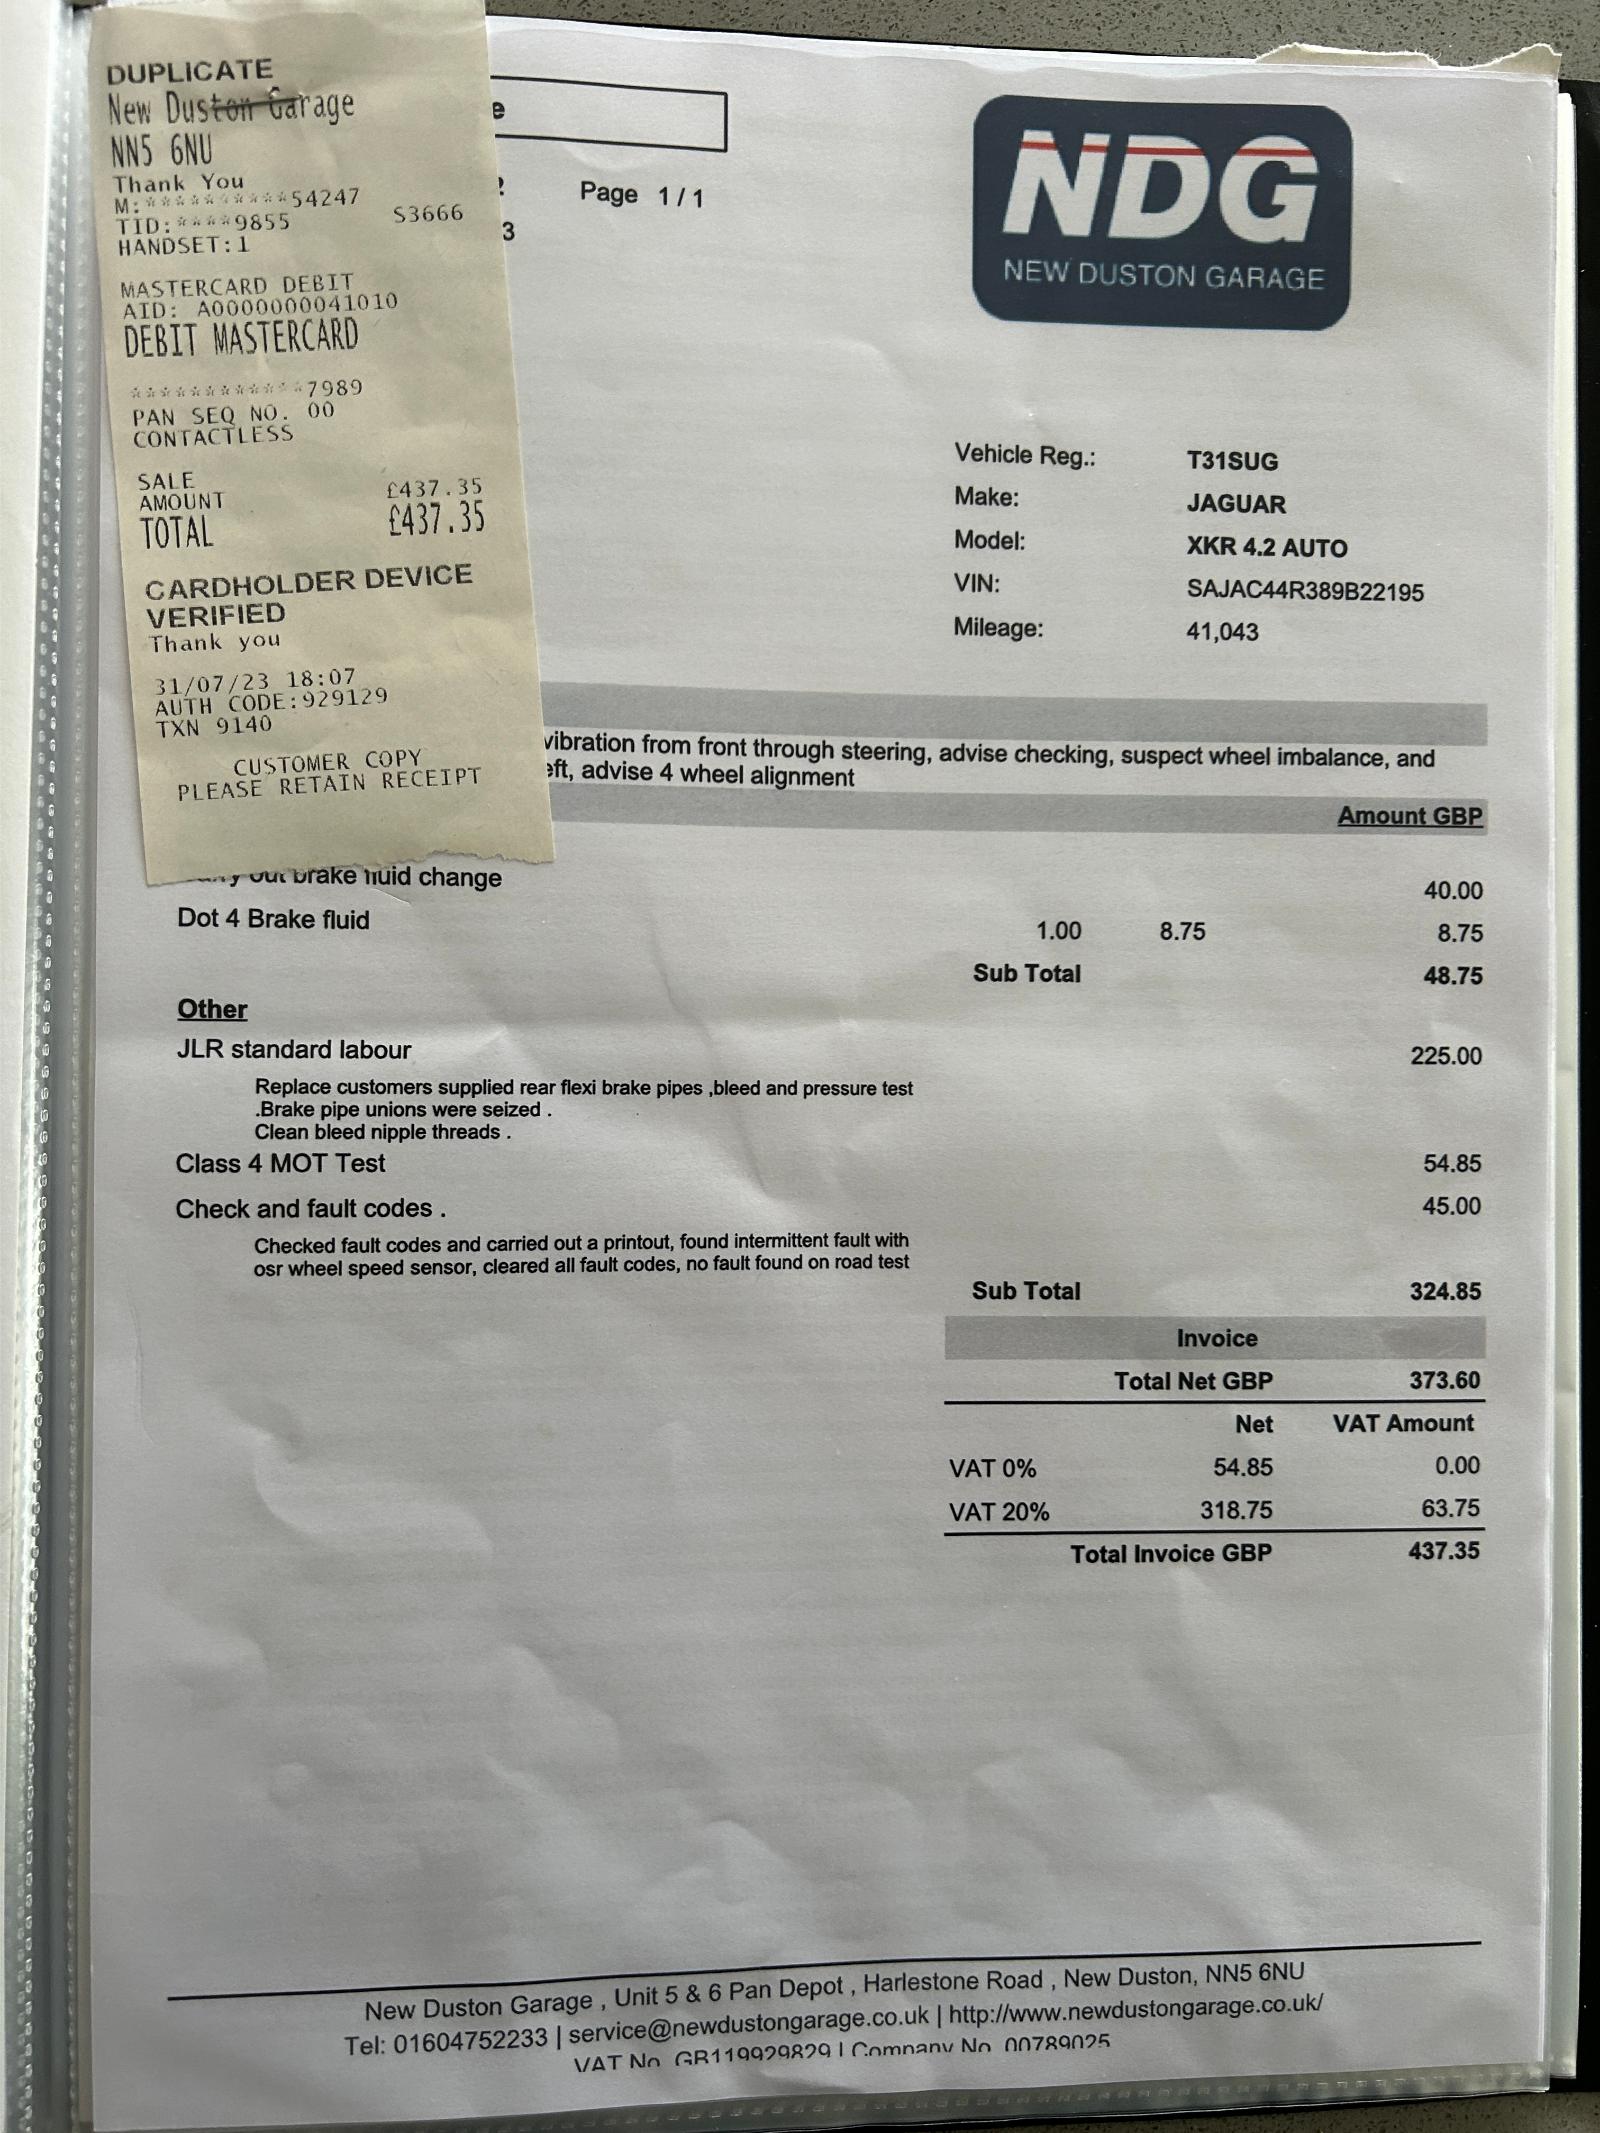 DUPLICATE
New Duston Garage
NN5 6NU
Thank You
M:**********54247
TID:****9855 S3666
HANDSET:1
MASTERCARD DEBIT
AID: A0000000041010
DEBIT MASTERCARD
************7989
PAN SEQ NO. 00
CONTACTLESS
SALE
AMOUNT £437.35
TOTAL £437.35
CARDHOLDER DEVICE
VERIFIED
Thank you
31/07/23 18:07
AUTH CODE:929129
TXN 9140
CUSTOMER COPY
PLEASE RETAIN RECEIPT
Page 1 / 1
3
NDG
NEW DUSTON GARAGE
Vehicle Reg.: T31SUG
Make: JAGUAR
Model: XKR 4.2 AUTO
VIN: SAJAC44R389B22195
Mileage: 41,043
vibration from front through steering, advise checking, suspect wheel imbalance, and
eft, advise 4 wheel alignment
Amount GBP
out brake fluid change 40.00
Dot 4 Brake fluid 1.00 8.75 8.75
Sub Total 48.75
Other
JLR standard labour 225.00
Replace customers supplied rear flexi brake pipes ,bleed and pressure test
.Brake pipe unions were seized .
Clean bleed nipple threads .
Class 4 MOT Test 54.85
Check and fault codes . 45.00
Checked fault codes and carried out a printout, found intermittent fault with
osr wheel speed sensor, cleared all fault codes, no fault found on road test
Sub Total 324.85
Invoice
Total Net GBP 373.60
Net VAT Amount
VAT 0% 54.85 0.00
VAT 20% 318.75 63.75
Total Invoice GBP 437.35
New Duston Garage , Unit 5 & 6 Pan Depot , Harlestone Road , New Duston, NN5 6NU
Tel: 01604752233 | service@newdustongarage.co.uk | http://www.newdustongarage.co.uk/
VAT No. GB119929829 | Company No. 00789025